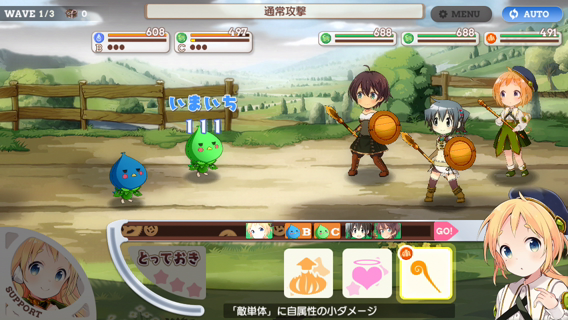 WAVE 1/3 0
通常攻撃
MENU
AUTO
608
B
497
C
688
688
491
いまいち
111
B C GO!
とっておき
SUPPORT
「敵単体」に自属性の小ダメージ